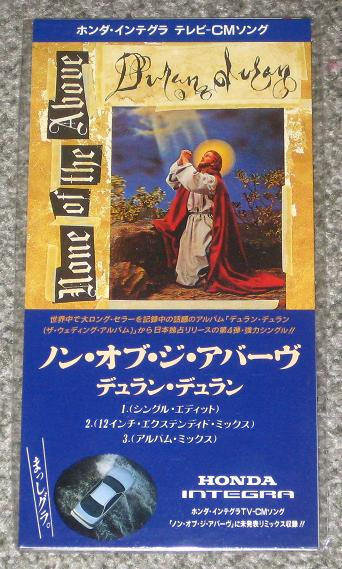 ホンダ・インテグラ テレビ-CMソング
None of the Above
Duran duran
世界中で大ロング・セラーを記録中の話題のアルバム「デュラン・デュラン
(ザ・ウェディング・アルバム)」から日本独占リリースの第4弾・強力シングル!!
ノン・オブ・ジ・アバーヴ
デュラン・デュラン
1.(シングル・エディット)
2.(12インチ・エクステンディド・ミックス)
3.(アルバム・ミックス)
まっしグラ。
HONDA
INTEGRA
ホンダ・インテグラTV-CMソング
「ノン・オブ・ジ・アバーヴ」に未発表リミックス収録!!